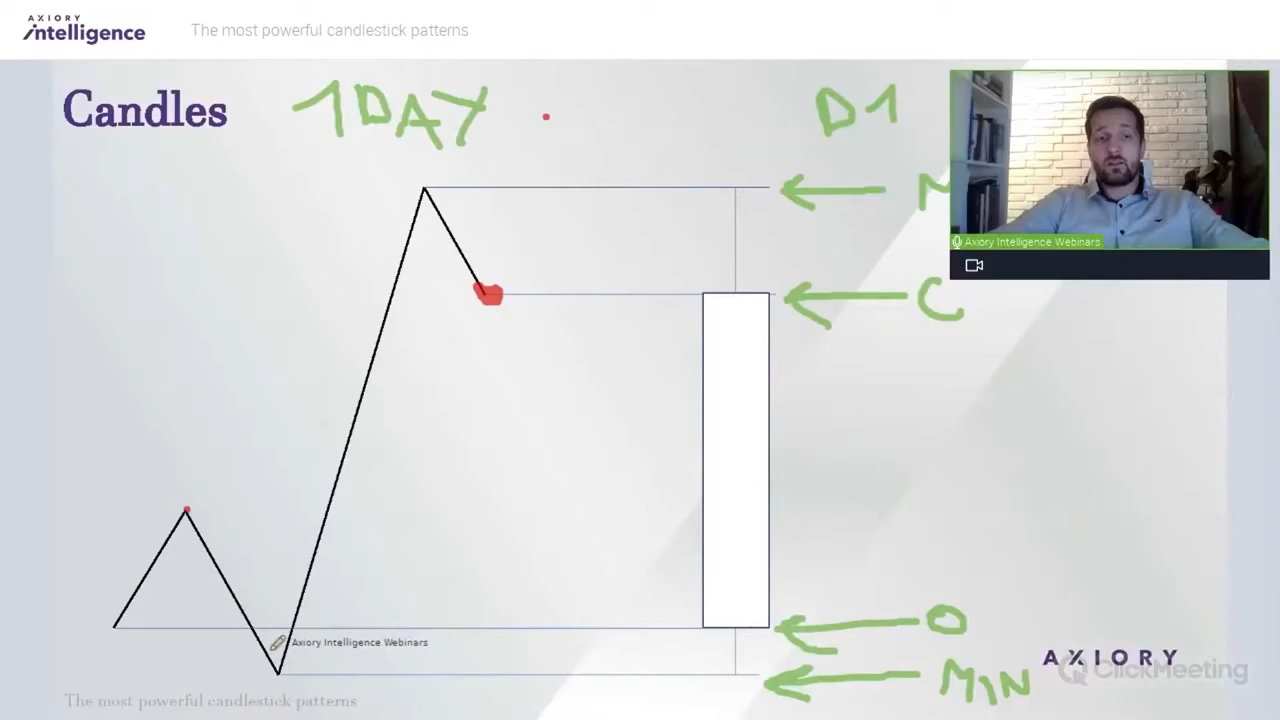 AXIORY
intelligence
The most powerful candlestick patterns
Candles
1DAY
D1
C
Axiory Intelligence Webinars
O
Axiory Intelligence Webinars
AXIORY
ClickMeeting
MIN
The most powerful candlestick patterns